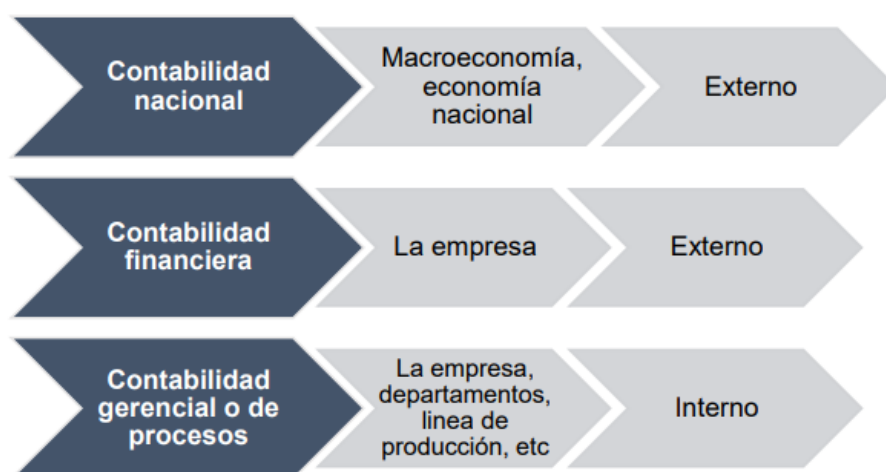 Contabilidad
nacional
Macroeconomía,
economía
nacional
Externo
Contabilidad
financiera
La empresa
Externo
Contabilidad
gerencial o de
procesos
La empresa,
departamentos,
linea de
producción, etc
Interno